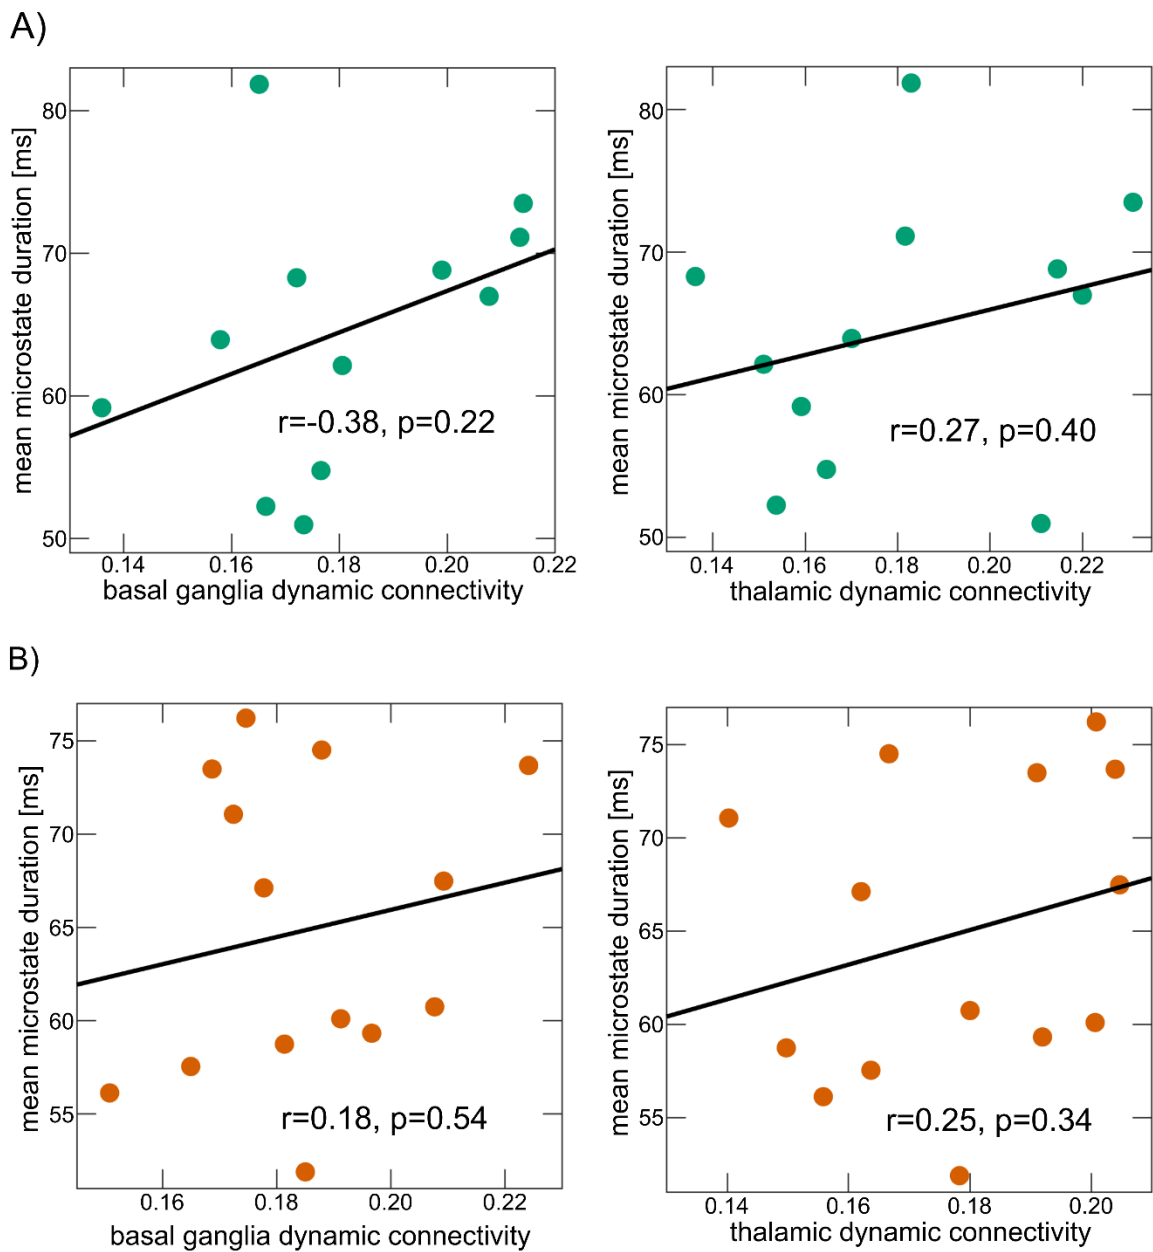 A)
mean microstate duration [ms]
80
70
60
50
r=-0.38, p=0.22
0.14 0.16 0.18 0.20 0.22
basal ganglia dynamic connectivity
mean microstate duration [ms]
80
70
60
50
r=0.27, p=0.40
0.14 0.16 0.18 0.20 0.22
thalamic dynamic connectivity
B)
mean microstate duration [ms]
75
70
65
60
55
r=0.18, p=0.54
0.16 0.18 0.20 0.22
basal ganglia dynamic connectivity
mean microstate duration [ms]
75
70
65
60
55
r=0.25, p=0.34
0.14 0.16 0.18 0.20
thalamic dynamic connectivity